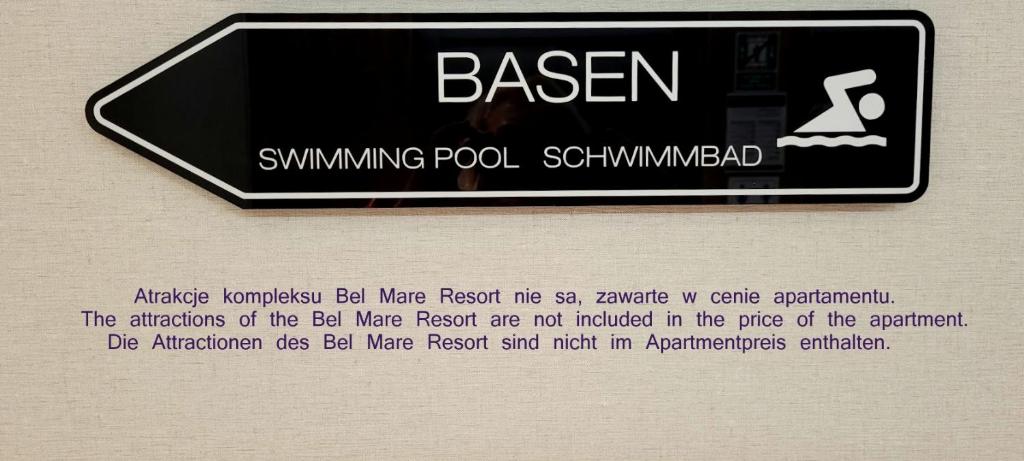 BASEN
SWIMMING POOL SCHWIMMBAD
Atrakcje kompleksu Bel Mare Resort nie sa, zawarte w cenie apartamentu.
The attractions of the Bel Mare Resort are not included in the price of the apartment.
Die Attractionen des Bel Mare Resort sind nicht im Apartmentpreis enthalten.